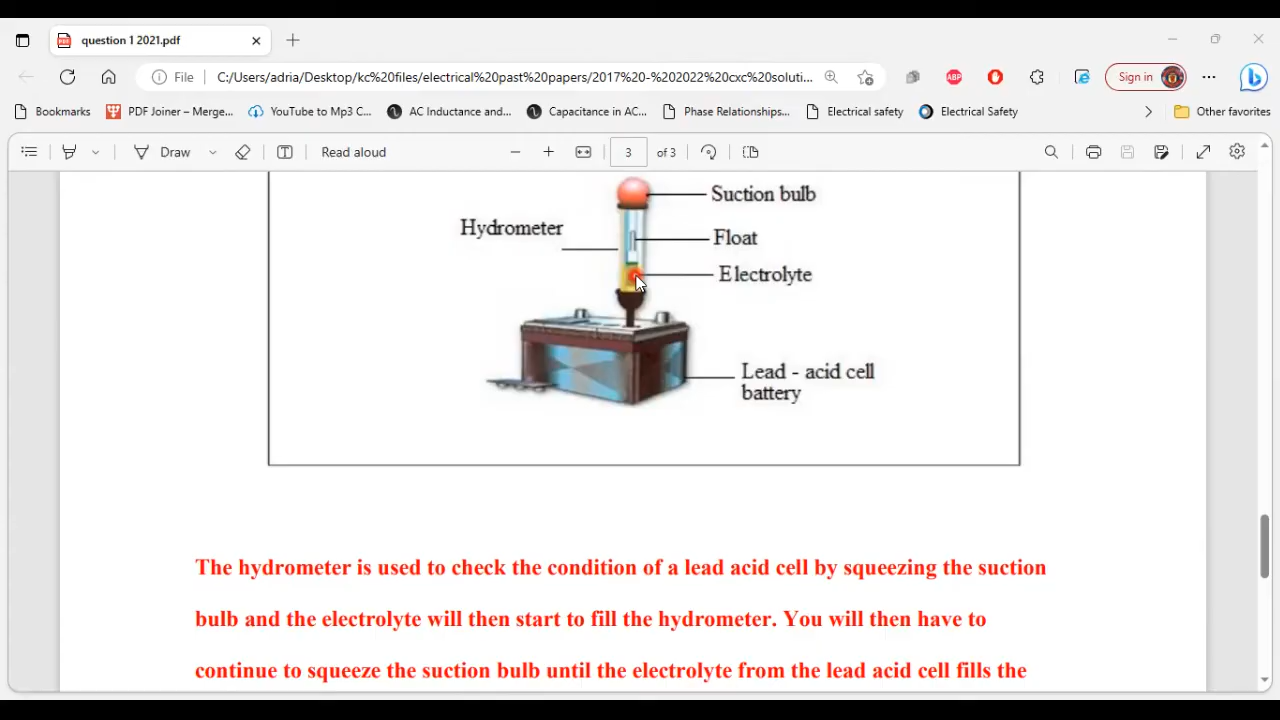 question 1 2021.pdf
File
C:/Users/adria/Desktop/kc%20files/electrical%20past%20papers/2017%20-%202022%20cxc%20soluti...
ABP
Sign in
Bookmarks
PDF Joiner – Merge...
YouTube to Mp3 C...
AC Inductance and...
Capacitance in AC...
Phase Relationships...
Electrical safety
Electrical Safety
Other favorites
Draw
Read aloud
3
of 3
Suction bulb
Hydrometer
Float
Electrolyte
Lead - acid cell
battery
The hydrometer is used to check the condition of a lead acid cell by squeezing the suction
bulb and the electrolyte will then start to fill the hydrometer. You will then have to
continue to squeeze the suction bulb until the electrolyte from the lead acid cell fills the